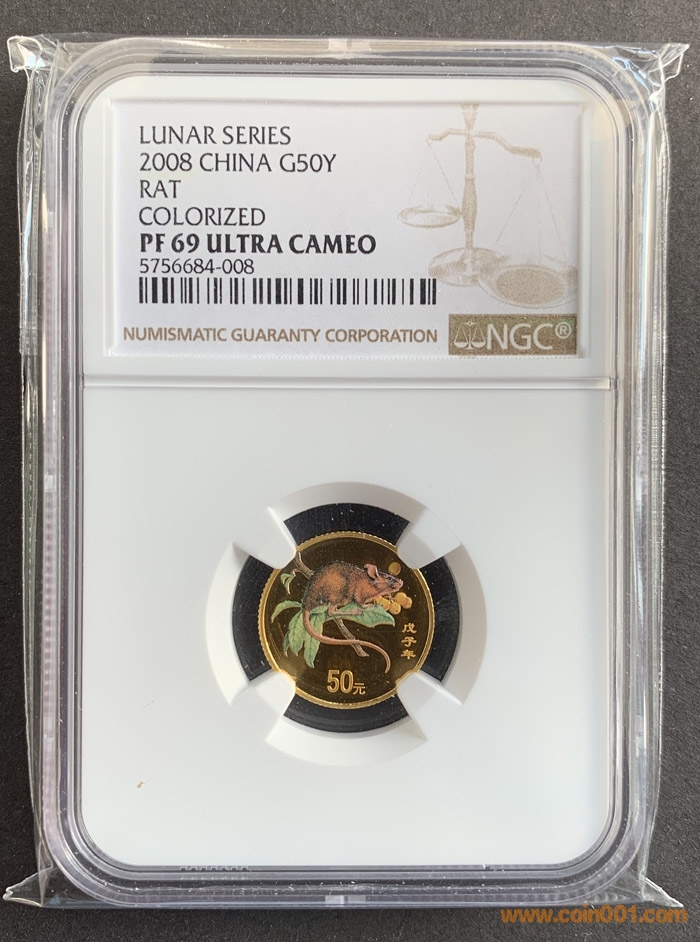 LUNAR SERIES
2008 CHINA G50Y
RAT
COLORIZED
PF 69 ULTRA CAMEO
5756684-008
NUMISMATIC GUARANTY CORPORATION
NGC®
戊子年
50元
www.coin001.com